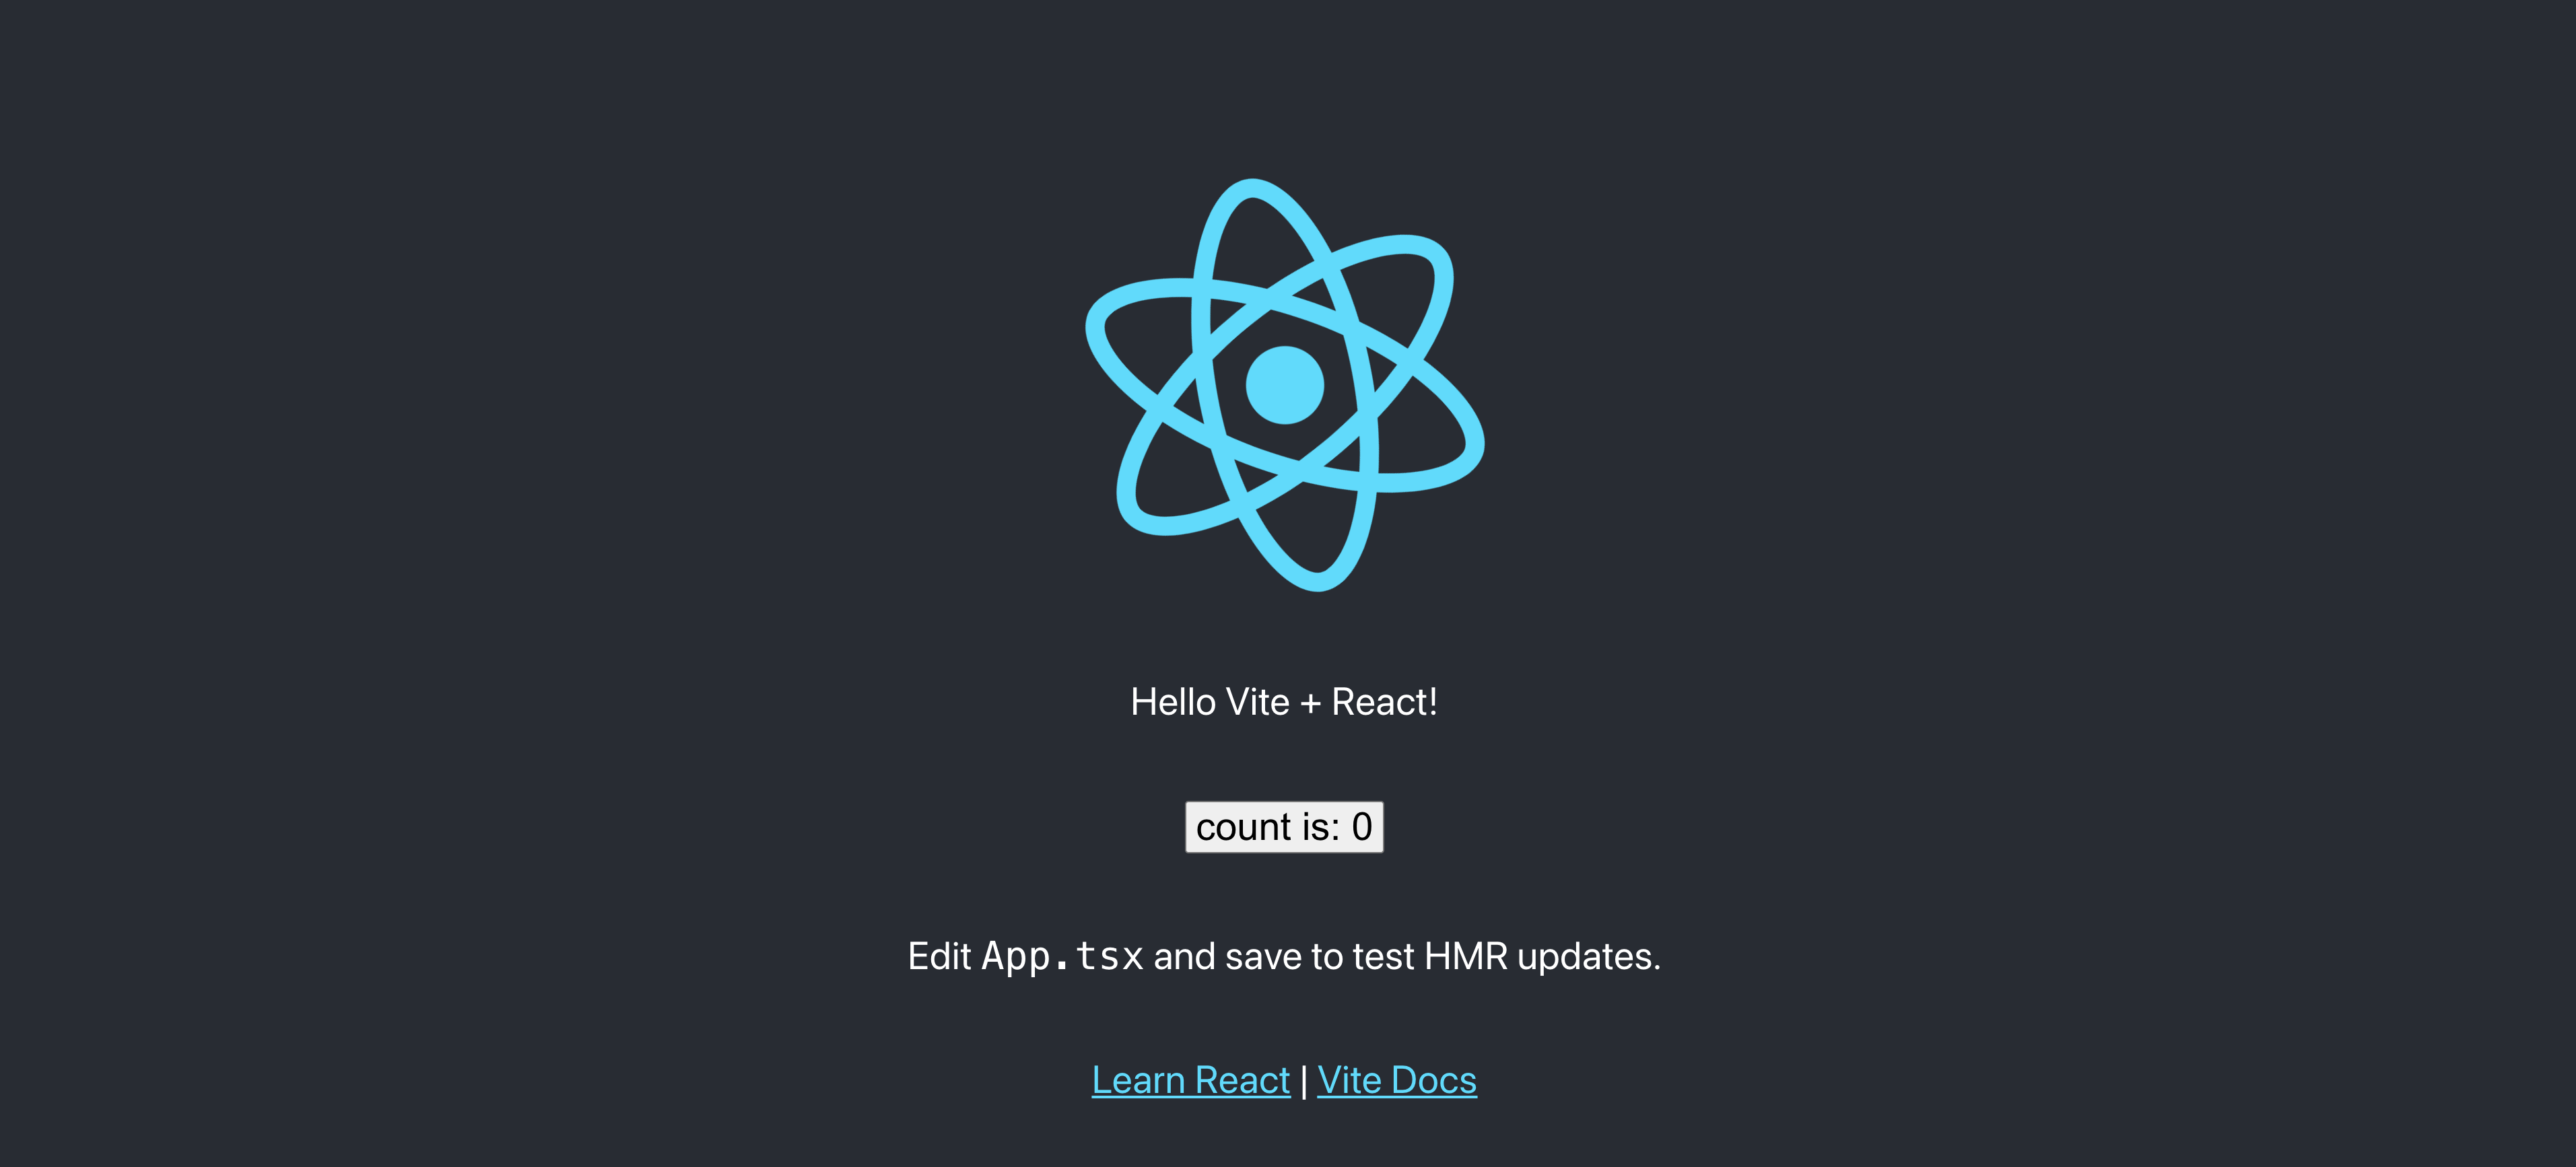 Hello Vite + React!
count is: 0
Edit App.tsx and save to test HMR updates.
Learn React | Vite Docs